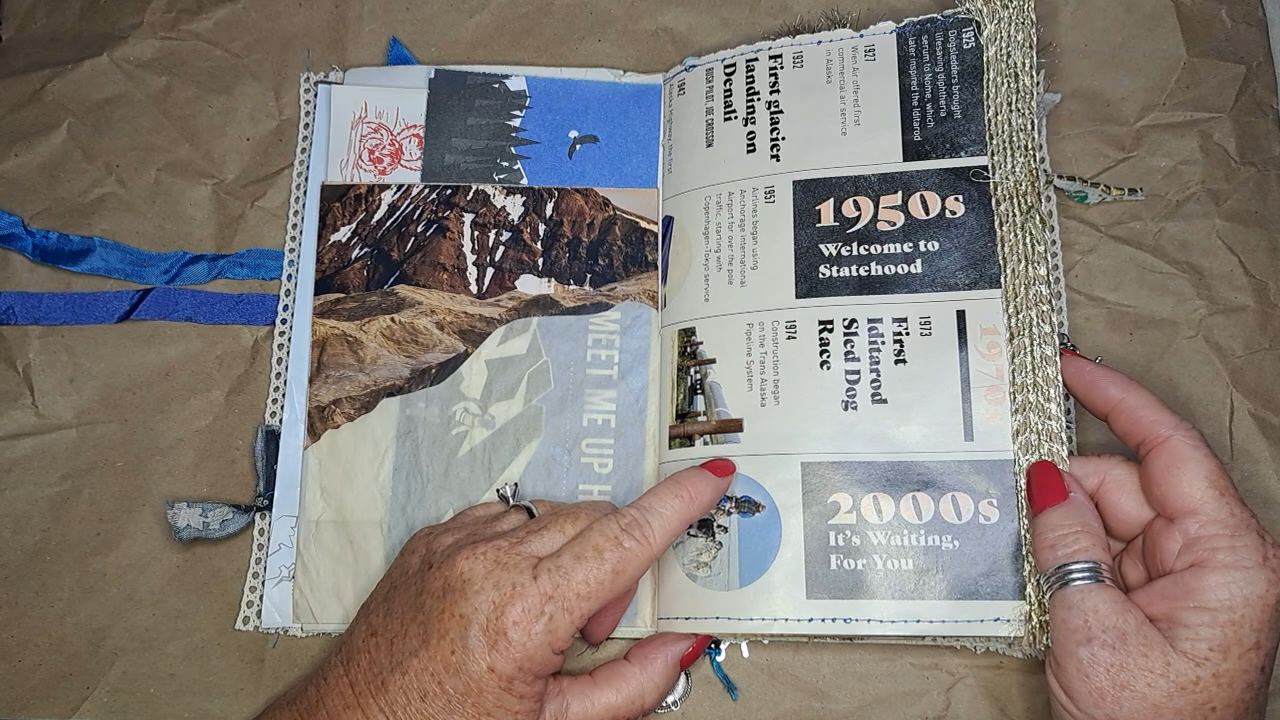 1925
Dogsledders brought
lifesaving diphtheria
serum to Nome, which
later inspired the Iditarod
1927
Wien Air offered first
commercial air service
in Alaska
1932
First glacier
landing on
Denali
BUSH PILOT, JOE CROSSON
1942
Alaska Highway, the first
1950s
Welcome to
Statehood
1957
Airlines began using
Anchorage International
Airport for over the pole
traffic, starting with
Copenhagen-Tokyo service
1970s
1973
First
Iditarod
Sled Dog
Race
1974
Construction began
on the Trans Alaska
Pipeline System
2000s
It's Waiting,
For You
MEET ME UP H